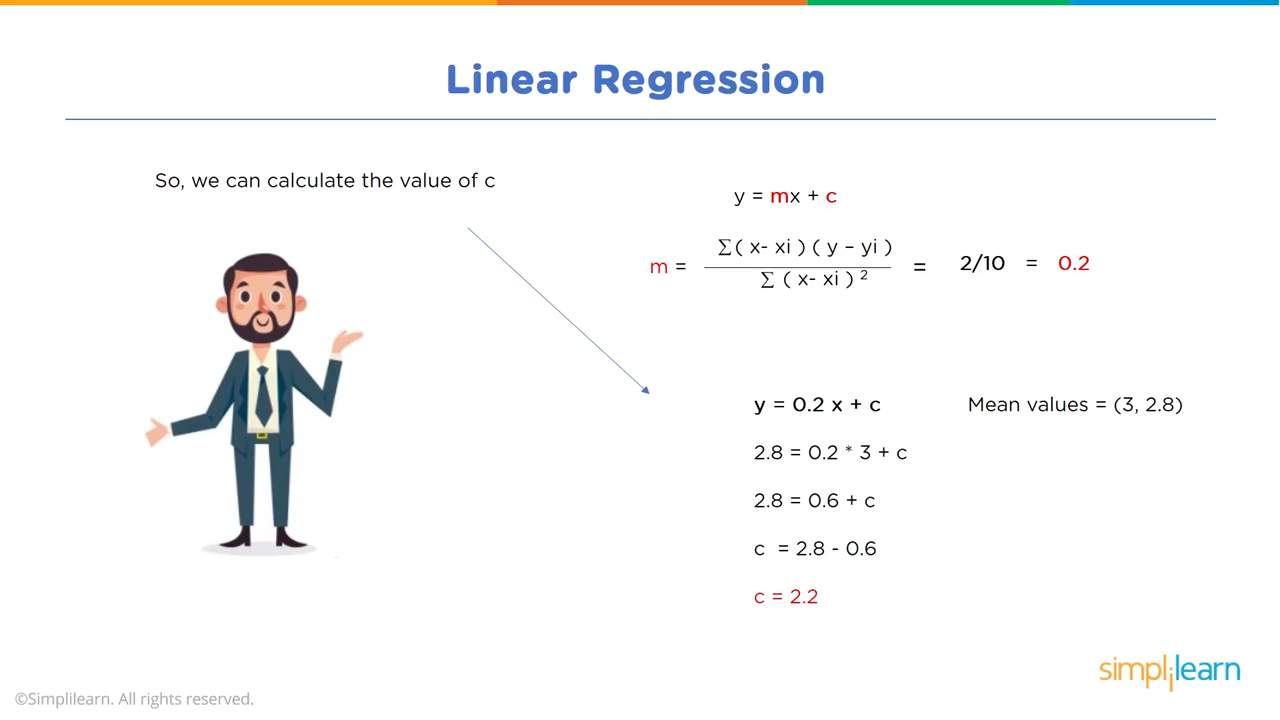 Linear Regression
So, we can calculate the value of c
y = mx + c
m = ∑( x- xi ) ( y – yi ) = 2/10 = 0.2
∑ ( x- xi ) ²
y = 0.2 x + c Mean values = (3, 2.8)
2.8 = 0.2 * 3 + c
2.8 = 0.6 + c
c = 2.8 - 0.6
c = 2.2
simplilearn
©Simplilearn. All rights reserved.